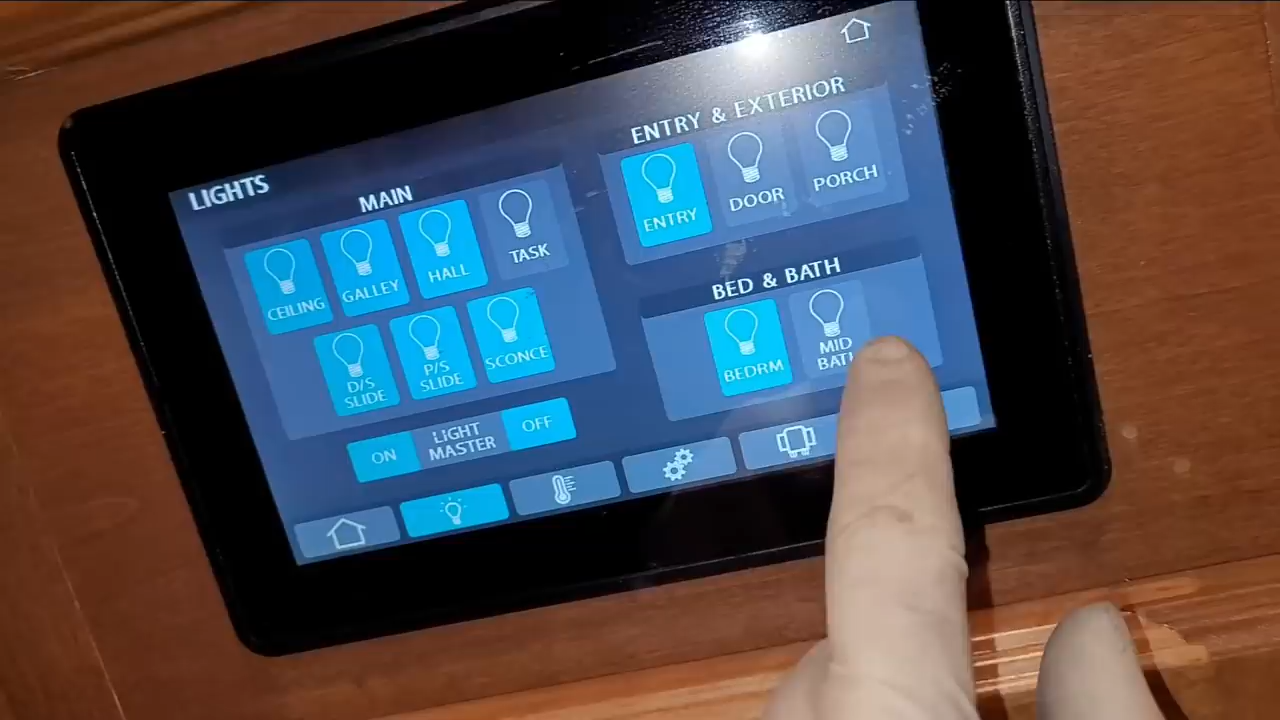 LIGHTS
MAIN
CEILING
GALLEY
HALL
TASK
D/S
SLIDE
P/S
SLIDE
SCONCE
ON
LIGHT
MASTER
OFF
ENTRY & EXTERIOR
ENTRY
DOOR
PORCH
BED & BATH
BEDRM
MID
BATH